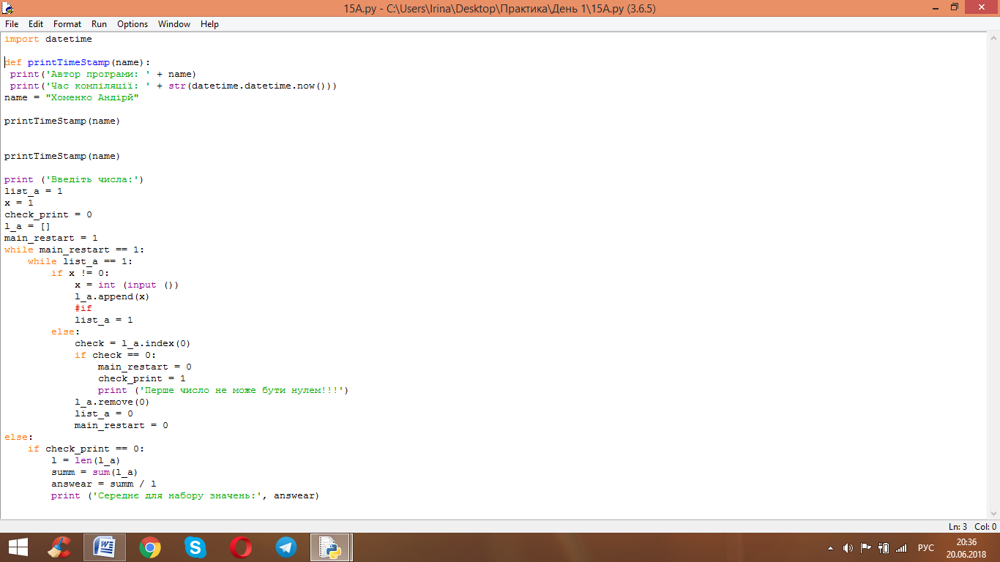 15A.py - C:\Users\Irina\Desktop\Практика\День 1\15A.py (3.6.5)
File Edit Format Run Options Window Help
import datetime
def printTimeStamp(name):
 print('Автор програми: ' + name)
 print('Час компіляції: ' + str(datetime.datetime.now()))
name = "Хоменко Андірй"
printTimeStamp(name)
printTimeStamp(name)
print ('Введіть числа:')
list_a = 1
x = 1
check_print = 0
l_a = []
main_restart = 1
while main_restart == 1:
    while list_a == 1:
        if x != 0:
            x = int (input ())
            l_a.append(x)
            #if
            list_a = 1
        else:
            check = l_a.index(0)
            if check == 0:
                main_restart = 0
                check_print = 1
                print ('Перше число не може бути нулем!!!')
            l_a.remove(0)
            list_a = 0
            main_restart = 0
else:
    if check_print == 0:
        l = len(l_a)
        summ = sum(l_a)
        answear = summ / l
        print ('Середнє для набору значень:', answear)
Ln: 3 Col: 0
РУС
20:36
20.06.2018